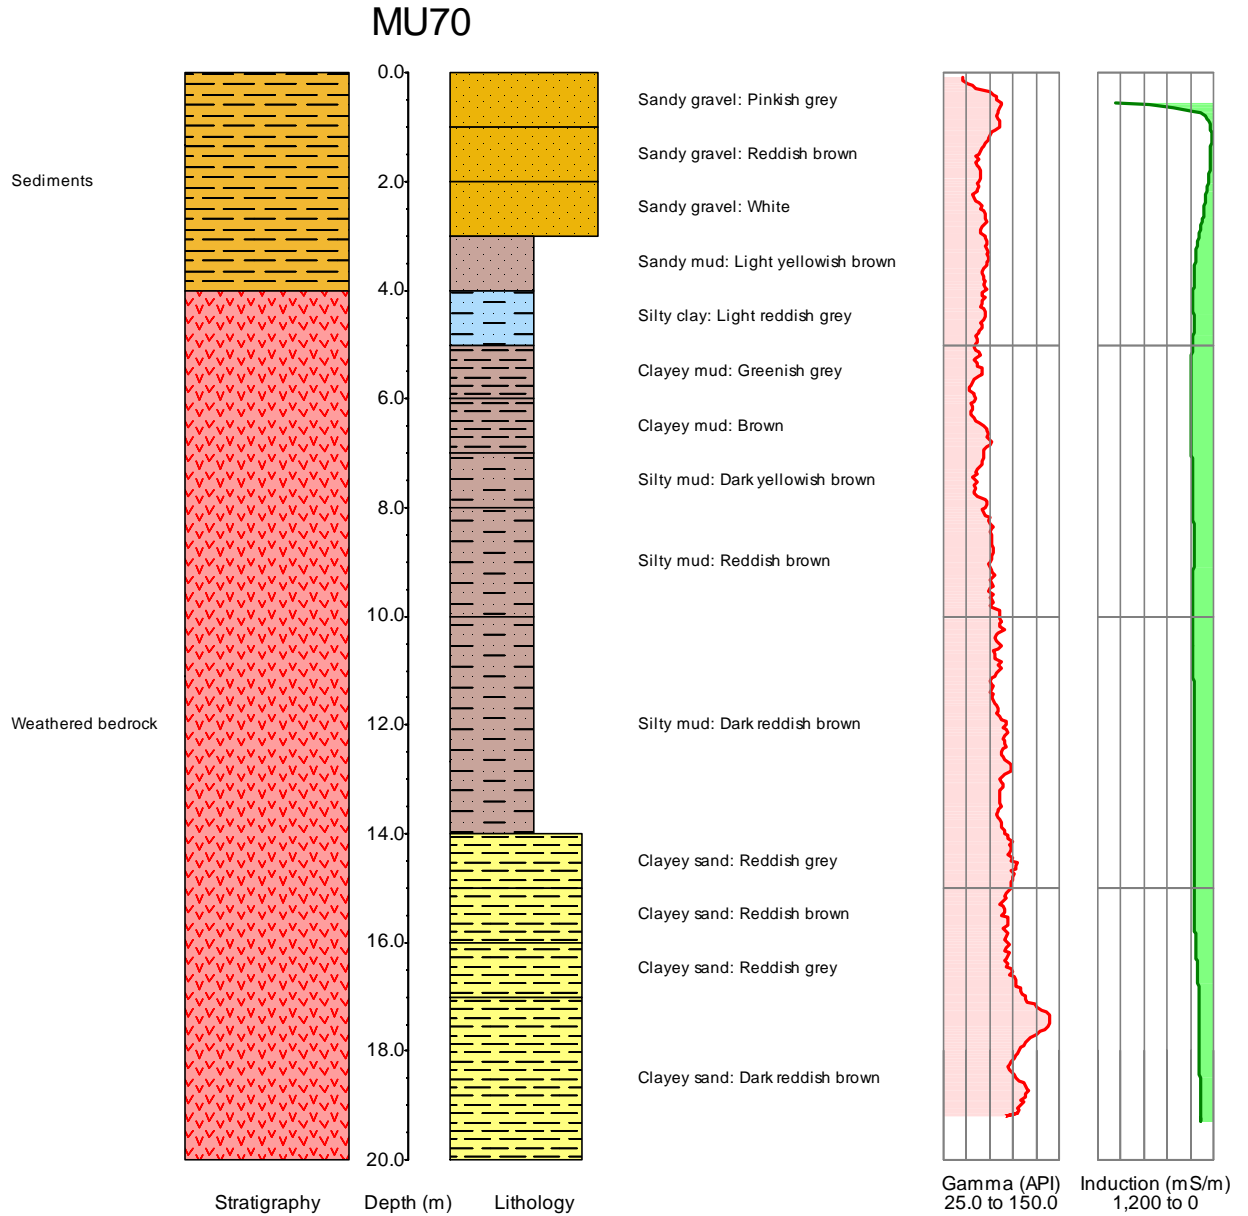 MU70
0.0
Sandy gravel: Pinkish grey
Sandy gravel: Reddish brown
Sediments
2.0
Sandy gravel: White
Sandy mud: Light yellowish brown
4.0
Silty clay: Light reddish grey
Clayey mud: Greenish grey
6.0
Clayey mud: Brown
Silty mud: Dark yellowish brown
8.0
Silty mud: Reddish brown
10.0
Weathered bedrock
12.0
Silty mud: Dark reddish brown
14.0
Clayey sand: Reddish grey
Clayey sand: Reddish brown
16.0
Clayey sand: Reddish grey
18.0
Clayey sand: Dark reddish brown
20.0
Stratigraphy
Depth (m)
Lithology
Gamma (API)
25.0 to 150.0
Induction (mS/m)
1,200 to 0